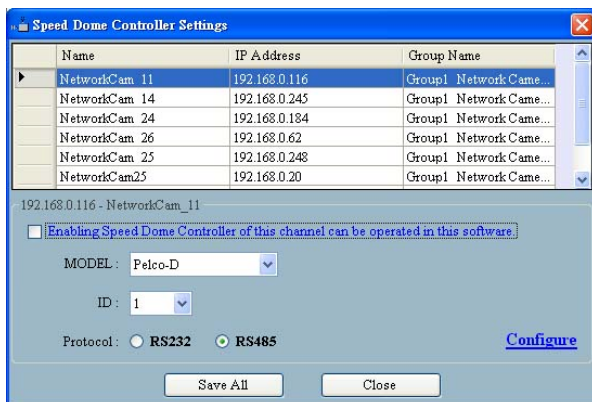 Speed Dome Controller Settings
Name IP Address Group Name
NetworkCam 11 192.168.0.116 Group1 Network Came...
NetworkCam 14 192.168.0.245 Group1 Network Came...
NetworkCam 24 192.168.0.184 Group1 Network Came...
NetworkCam 26 192.168.0.62 Group1 Network Came...
NetworkCam 25 192.168.0.248 Group1 Network Came...
NetworkCam25 192.168.0.20 Group1 Network Came...
192.168.0.116 - NetworkCam_11
Enabling Speed Dome Controller of this channel can be operated in this software.
MODEL : Pelco-D
ID : 1
Protocol : RS232 RS485 Configure
Save All Close